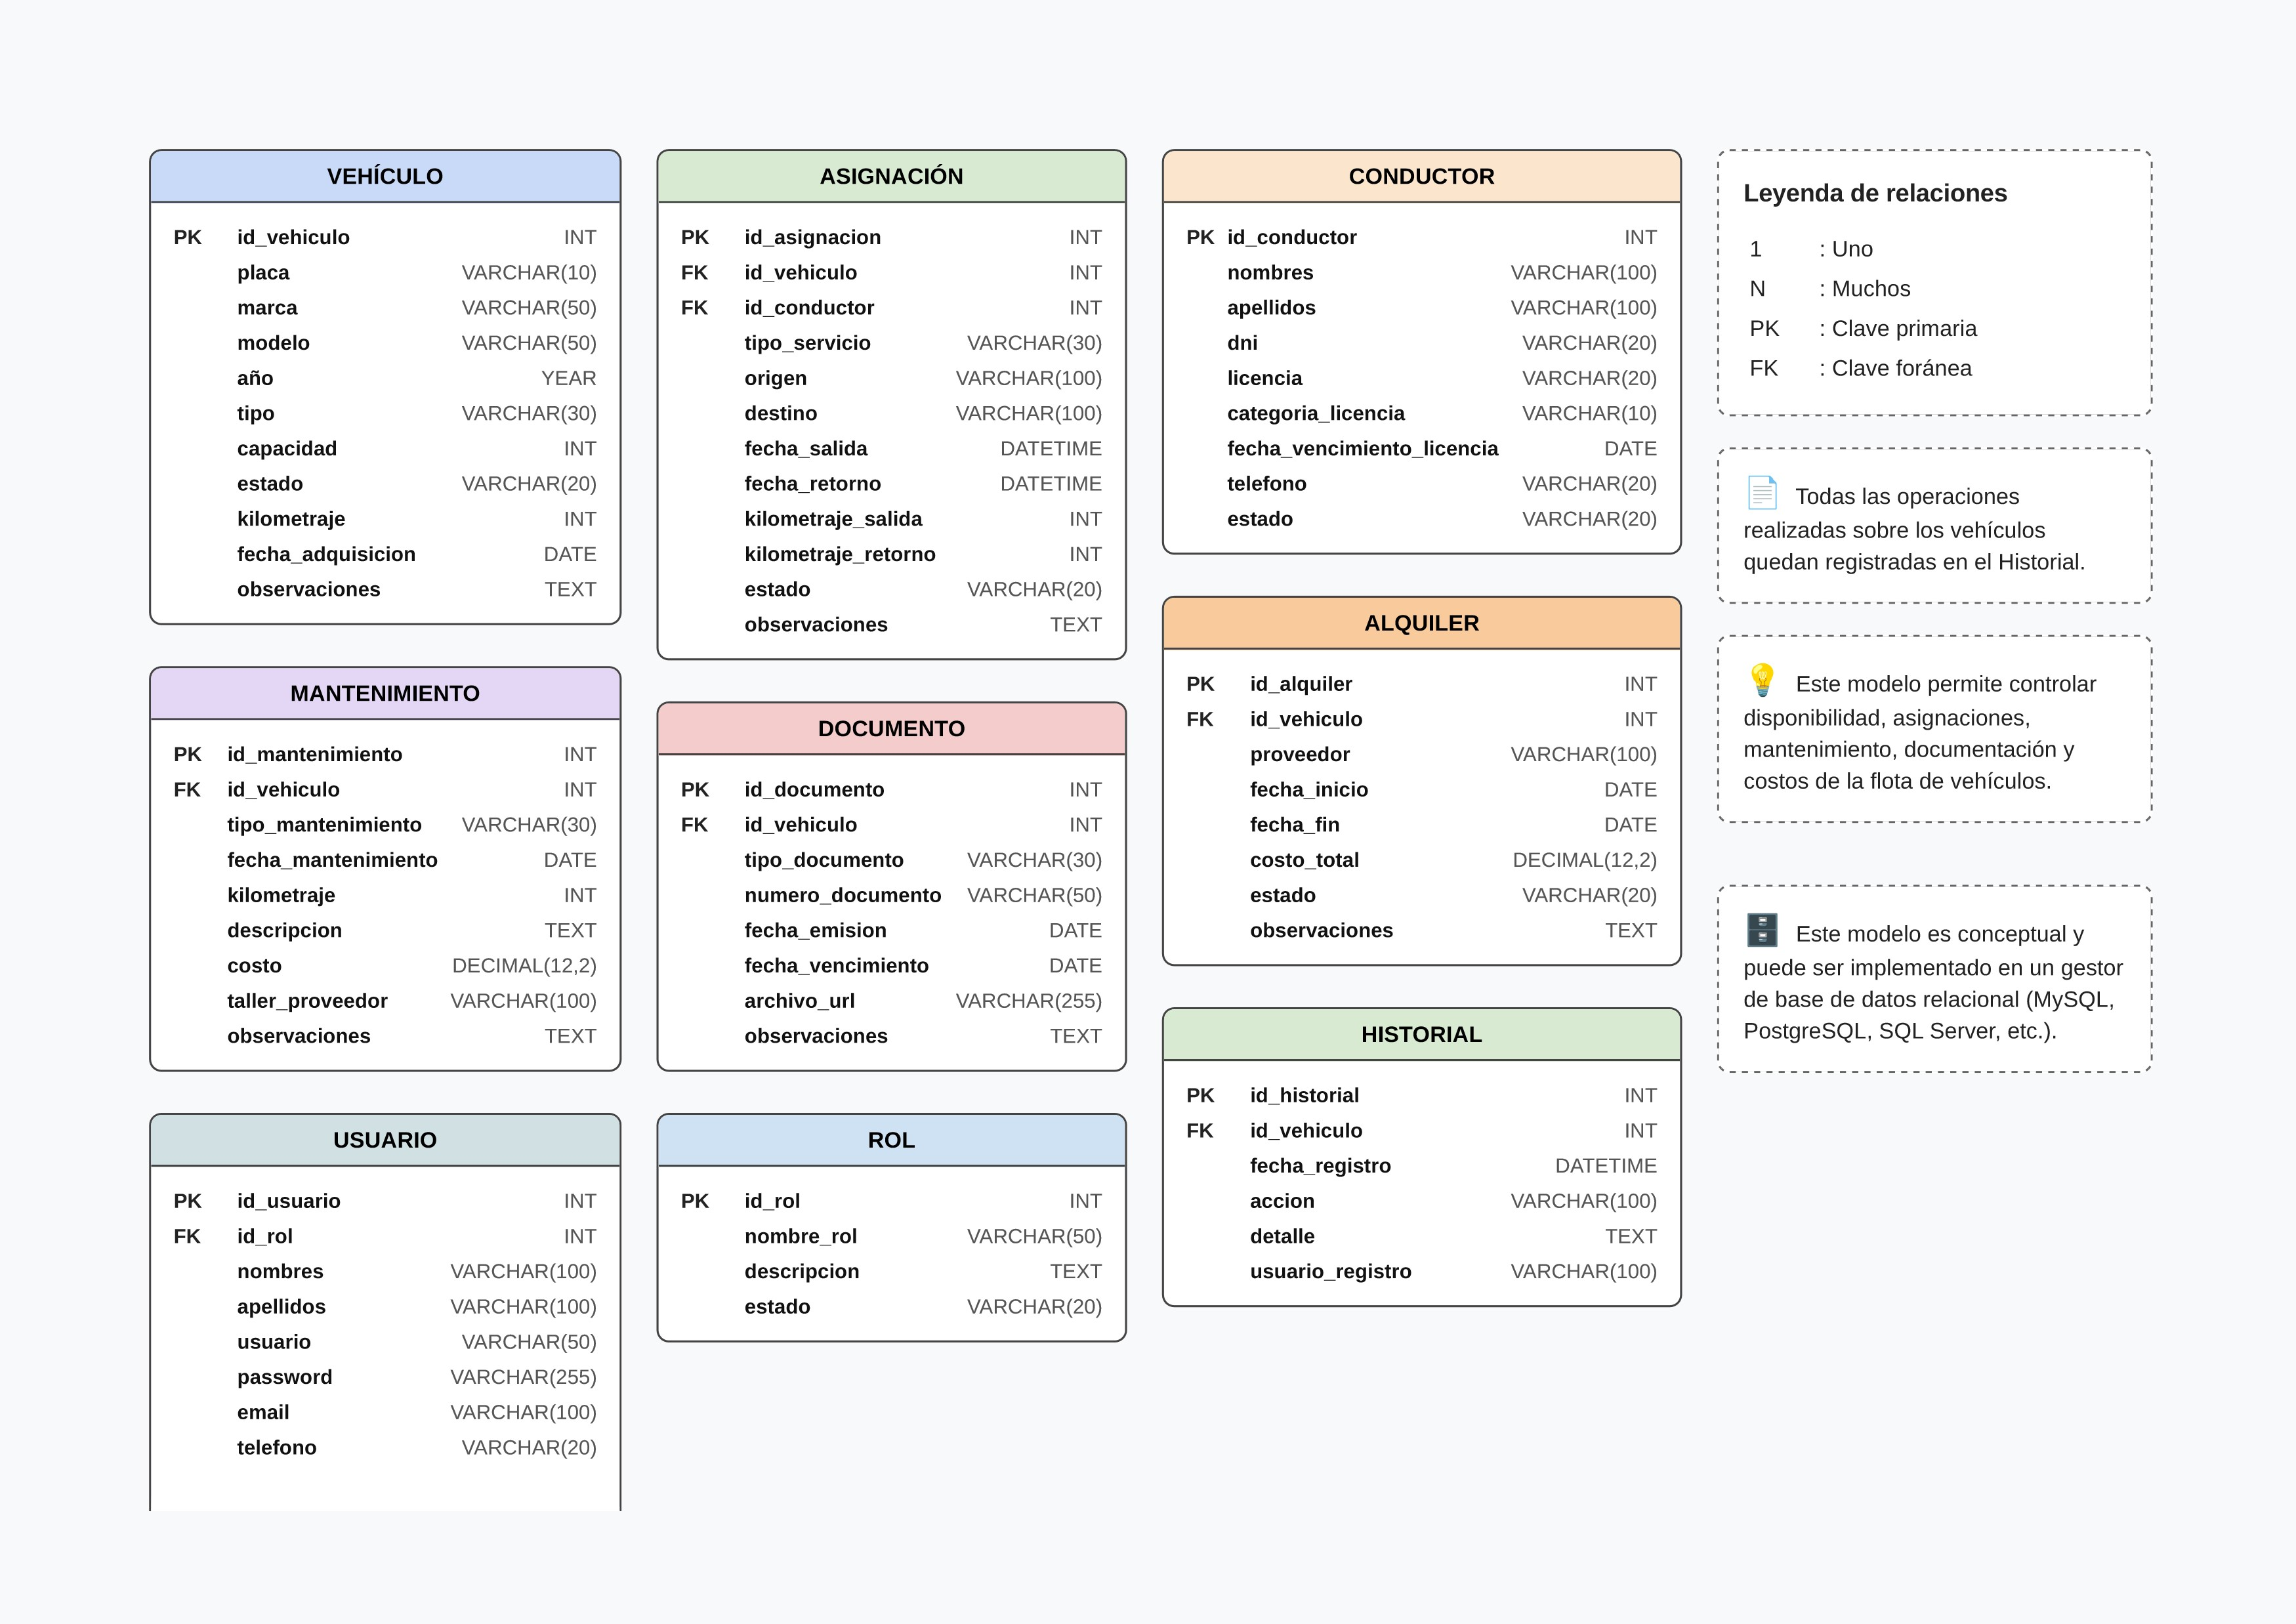 VEHÍCULO
PK id_vehiculo INT
placa VARCHAR(10)
marca VARCHAR(50)
modelo VARCHAR(50)
año YEAR
tipo VARCHAR(30)
capacidad INT
estado VARCHAR(20)
kilometraje INT
fecha_adquisicion DATE
observaciones TEXT
MANTENIMIENTO
PK id_mantenimiento INT
FK id_vehiculo INT
tipo_mantenimiento VARCHAR(30)
fecha_mantenimiento DATE
kilometraje INT
descripcion TEXT
costo DECIMAL(12,2)
taller_proveedor VARCHAR(100)
observaciones TEXT
USUARIO
PK id_usuario INT
FK id_rol INT
nombres VARCHAR(100)
apellidos VARCHAR(100)
usuario VARCHAR(50)
password VARCHAR(255)
email VARCHAR(100)
telefono VARCHAR(20)
ASIGNACIÓN
PK id_asignacion INT
FK id_vehiculo INT
FK id_conductor INT
tipo_servicio VARCHAR(30)
origen VARCHAR(100)
destino VARCHAR(100)
fecha_salida DATETIME
fecha_retorno DATETIME
kilometraje_salida INT
kilometraje_retorno INT
estado VARCHAR(20)
observaciones TEXT
DOCUMENTO
PK id_documento INT
FK id_vehiculo INT
tipo_documento VARCHAR(30)
numero_documento VARCHAR(50)
fecha_emision DATE
fecha_vencimiento DATE
archivo_url VARCHAR(255)
observaciones TEXT
ROL
PK id_rol INT
nombre_rol VARCHAR(50)
descripcion TEXT
estado VARCHAR(20)
CONDUCTOR
PK id_conductor INT
nombres VARCHAR(100)
apellidos VARCHAR(100)
dni VARCHAR(20)
licencia VARCHAR(20)
categoria_licencia VARCHAR(10)
fecha_vencimiento_licencia DATE
telefono VARCHAR(20)
estado VARCHAR(20)
ALQUILER
PK id_alquiler INT
FK id_vehiculo INT
proveedor VARCHAR(100)
fecha_inicio DATE
fecha_fin DATE
costo_total DECIMAL(12,2)
estado VARCHAR(20)
observaciones TEXT
HISTORIAL
PK id_historial INT
FK id_vehiculo INT
fecha_registro DATETIME
accion VARCHAR(100)
detalle TEXT
usuario_registro VARCHAR(100)
Leyenda de relaciones
1 : Uno
N : Muchos
PK : Clave primaria
FK : Clave foránea
Todas las operaciones
realizadas sobre los vehículos
quedan registradas en el Historial.
Este modelo permite controlar
disponibilidad, asignaciones,
mantenimiento, documentación y
costos de la flota de vehículos.
Este modelo es conceptual y
puede ser implementado en un gestor
de base de datos relacional (MySQL,
PostgreSQL, SQL Server, etc.).